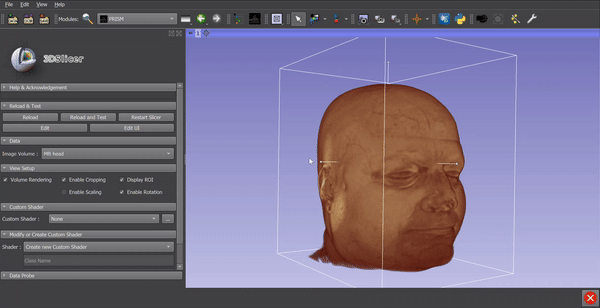 File Edit View Help
Modules: PRISM
1
3DSlicer
Help & Acknowledgement
Reload & Test
Reload Reload and Test Restart Slicer
Edit Edit UI
Data
Image Volume : MR head
View Setup
Volume Rendering Enable Cropping Display ROI
Enable Scaling Enable Rotation
Custom Shader
Custom Shader : None ...
Modify or Create Custom Shader
Shader : Create new Custom Shader
Class Name
Data Probe